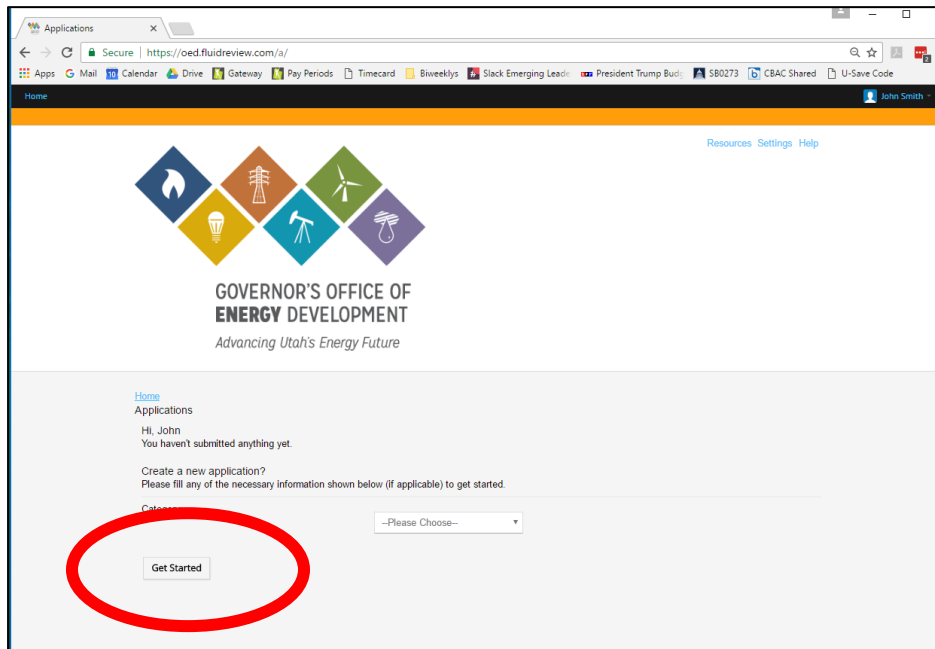 Applications
Secure https://oed.fluidreview.com/a/
Apps Mail 10 Calendar Drive Gateway Pay Periods Timecard Biweeklys Slack Emerging Leade President Trump Budg SB0273 CBAC Shared U-Save Code
2
Home John Smith
Resources Settings Help
GOVERNOR'S OFFICE OF
ENERGY DEVELOPMENT
Advancing Utah's Energy Future
Home
Applications
Hi, John
You haven't submitted anything yet.
Create a new application?
Please fill any of the necessary information shown below (if applicable) to get started.
--Please Choose--
Get Started